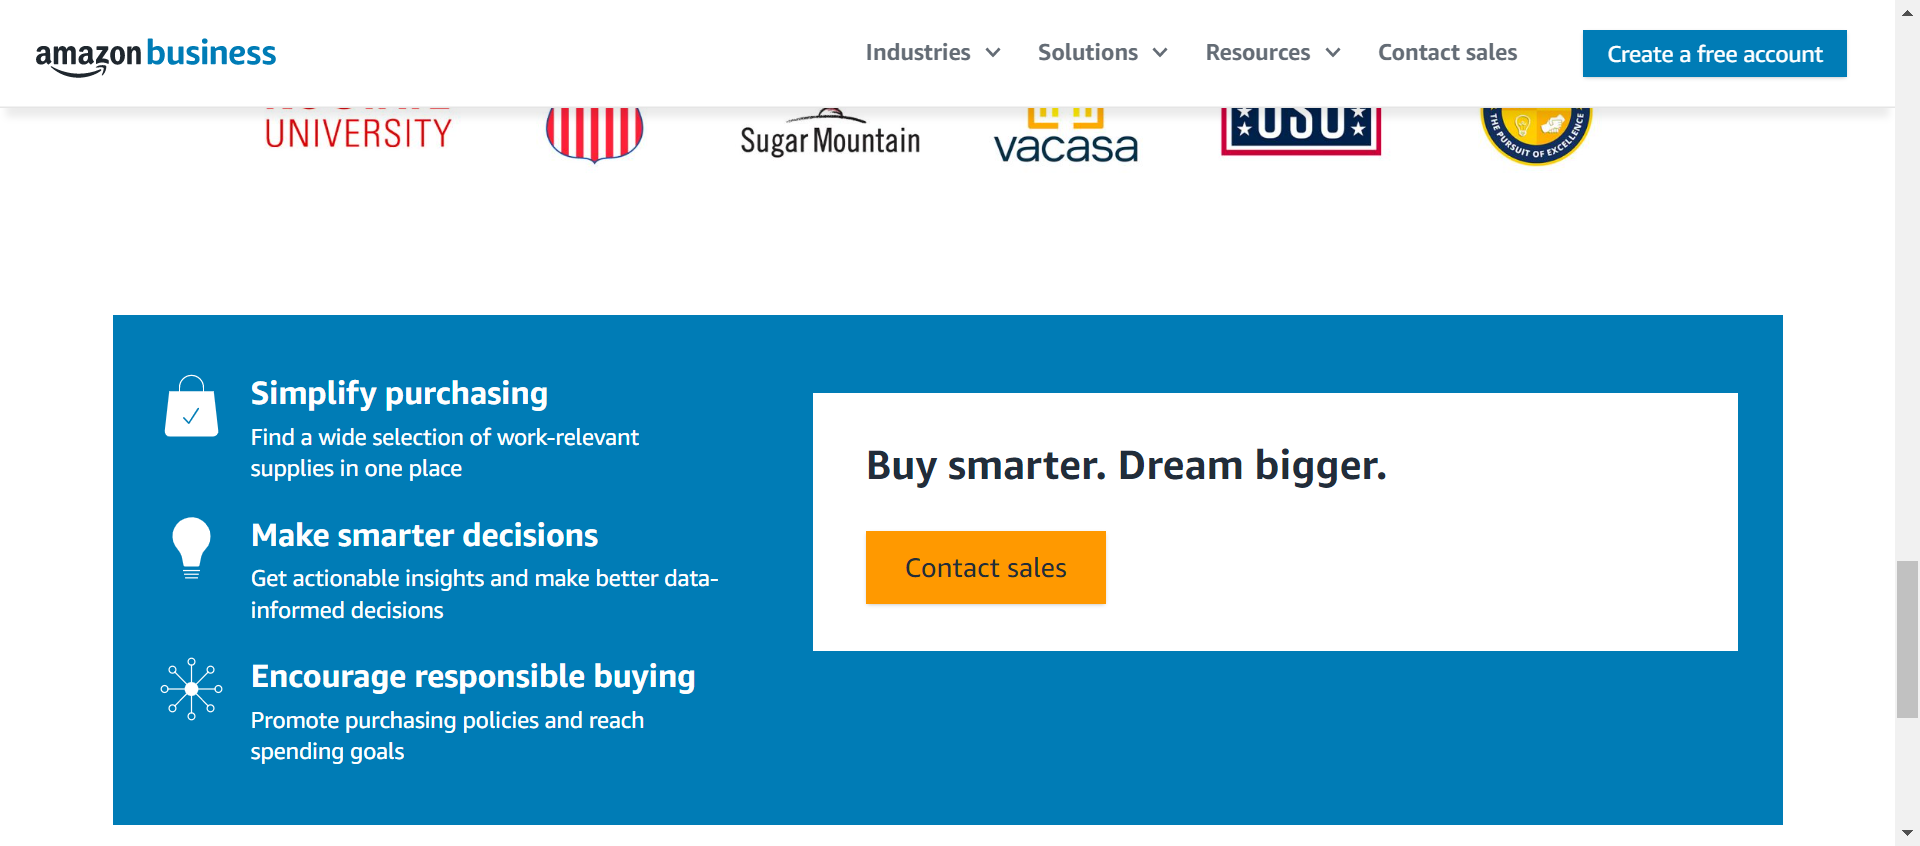 amazon business
Industries
Solutions
Resources
Contact sales
Create a free account
UNIVERSITY
Sugar Mountain
vacasa
USO
THE PURSUIT OF EXCELLENCE
Simplify purchasing
Find a wide selection of work-relevant
supplies in one place
Make smarter decisions
Get actionable insights and make better data-
informed decisions
Encourage responsible buying
Promote purchasing policies and reach
spending goals
Buy smarter. Dream bigger.
Contact sales